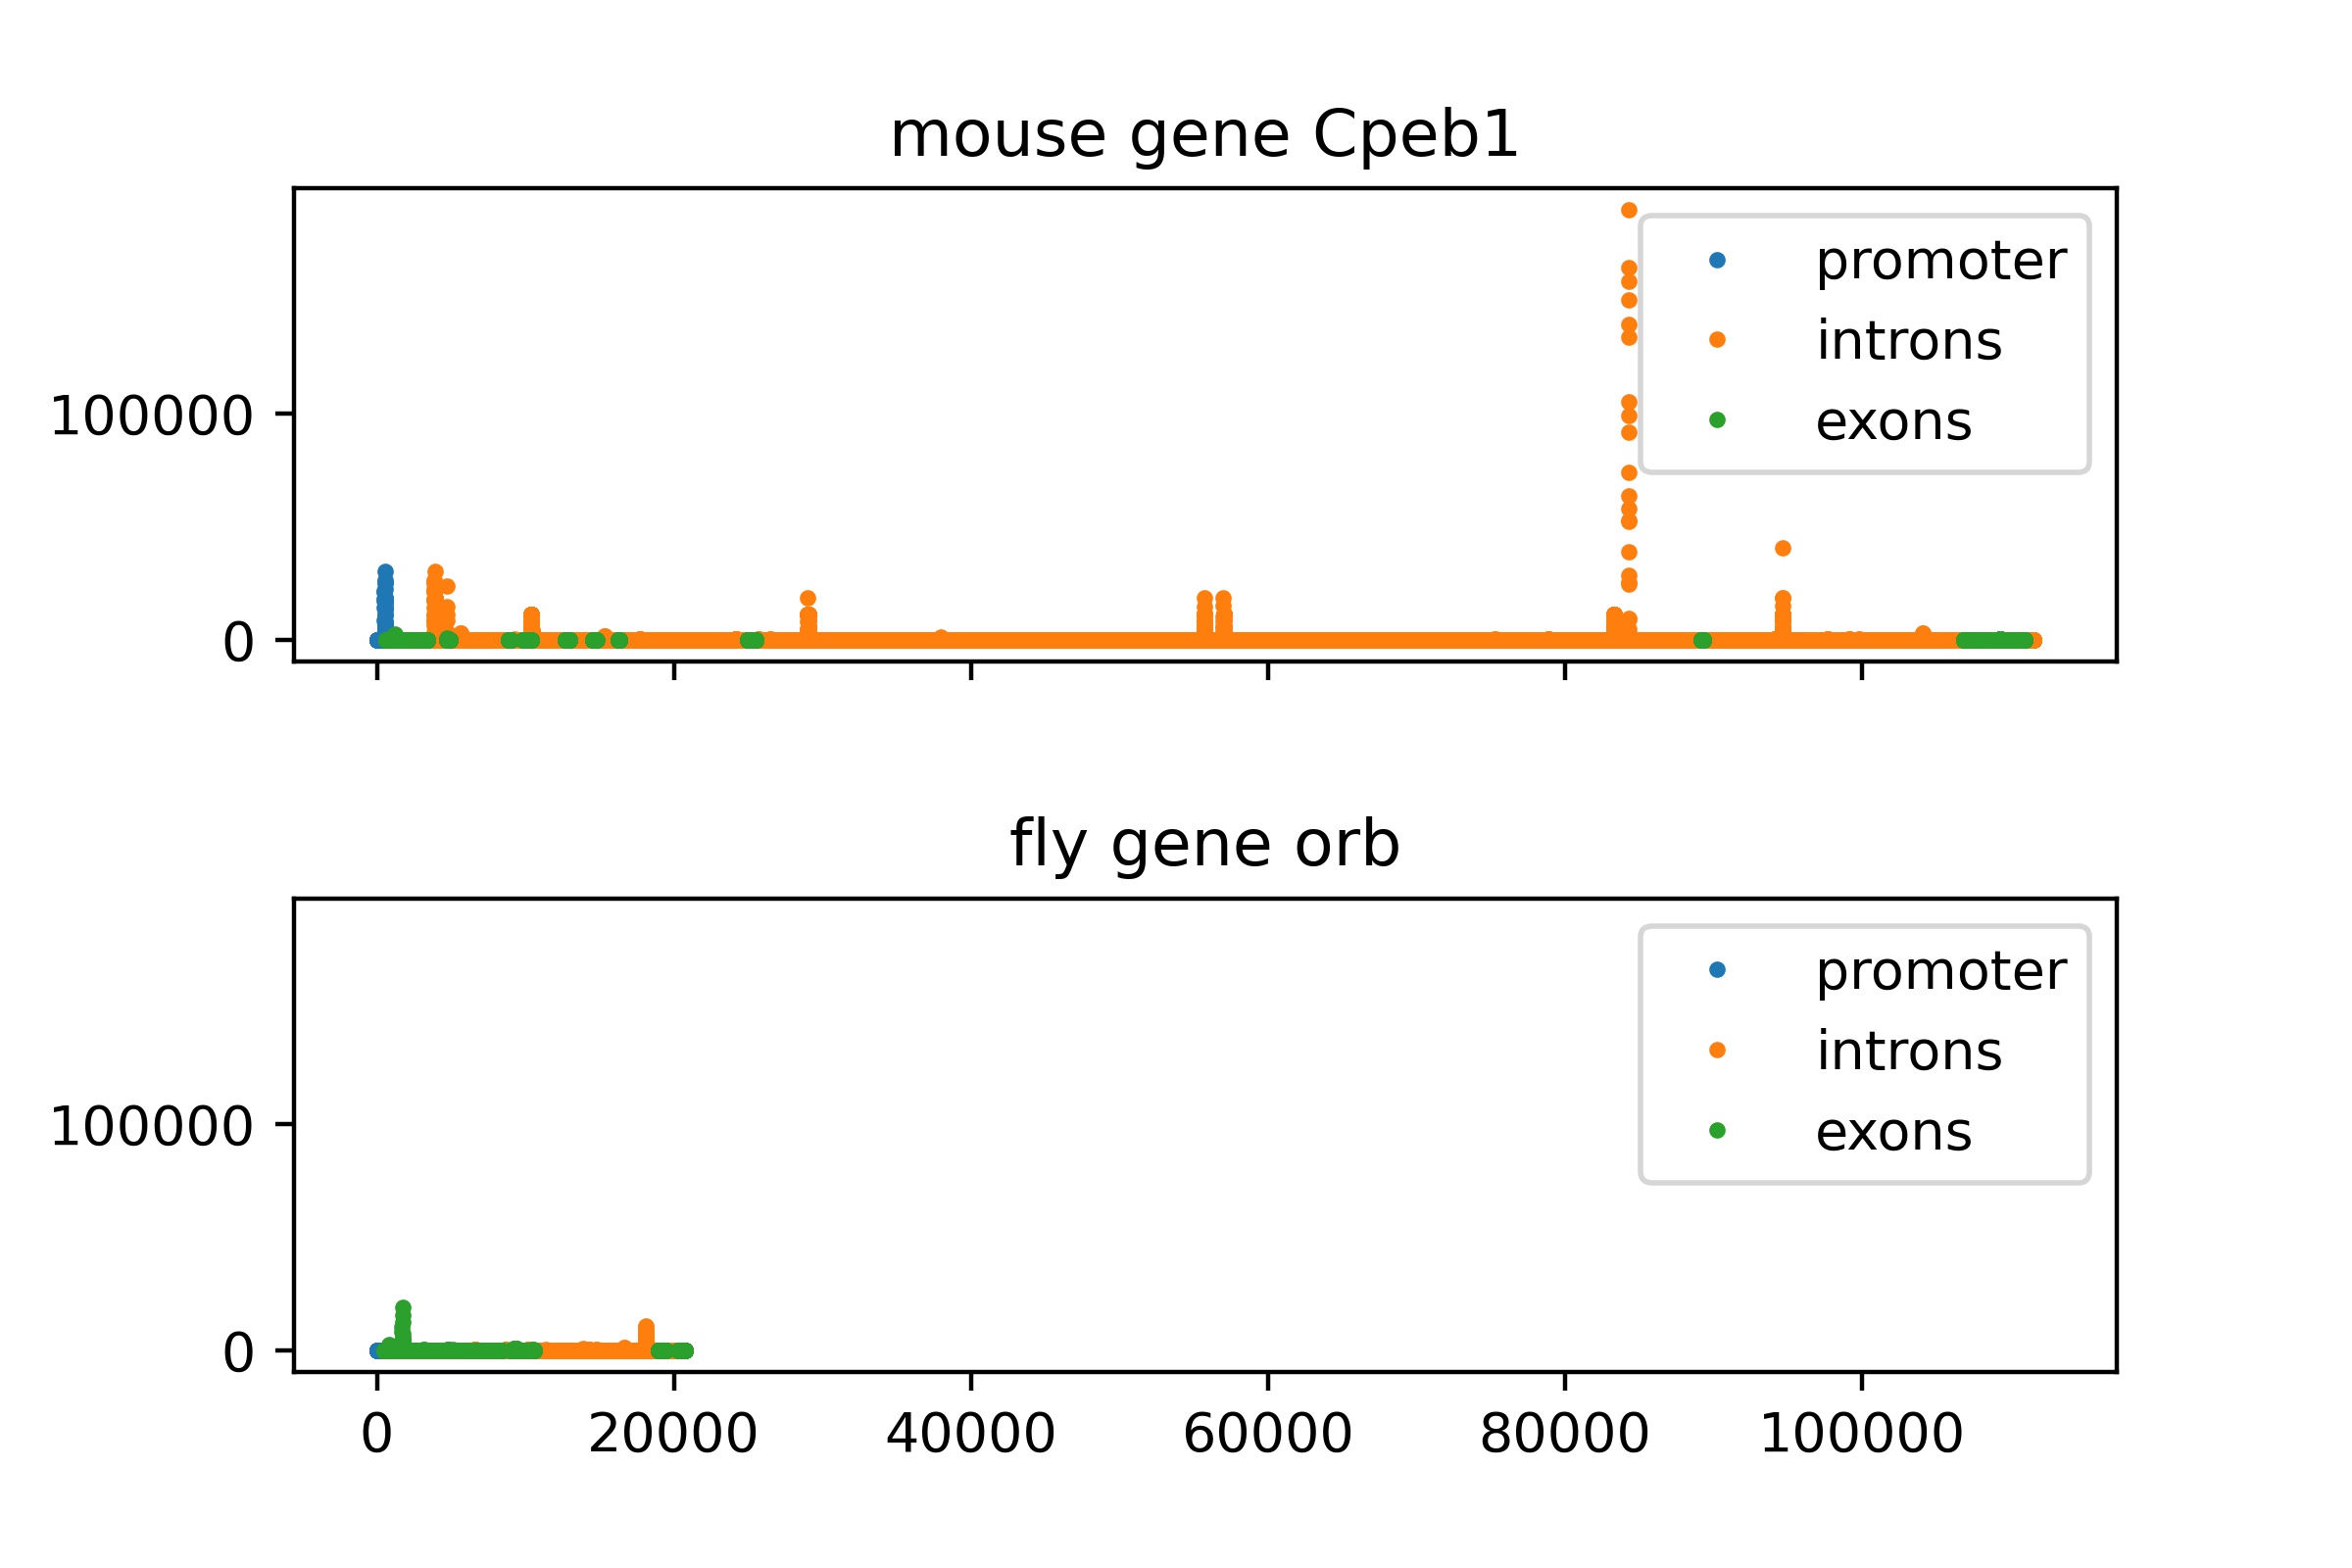 mouse gene Cpeb1
promoter
introns
exons
100000
0
fly gene orb
promoter
introns
exons
100000
0
0 20000 40000 60000 80000 100000